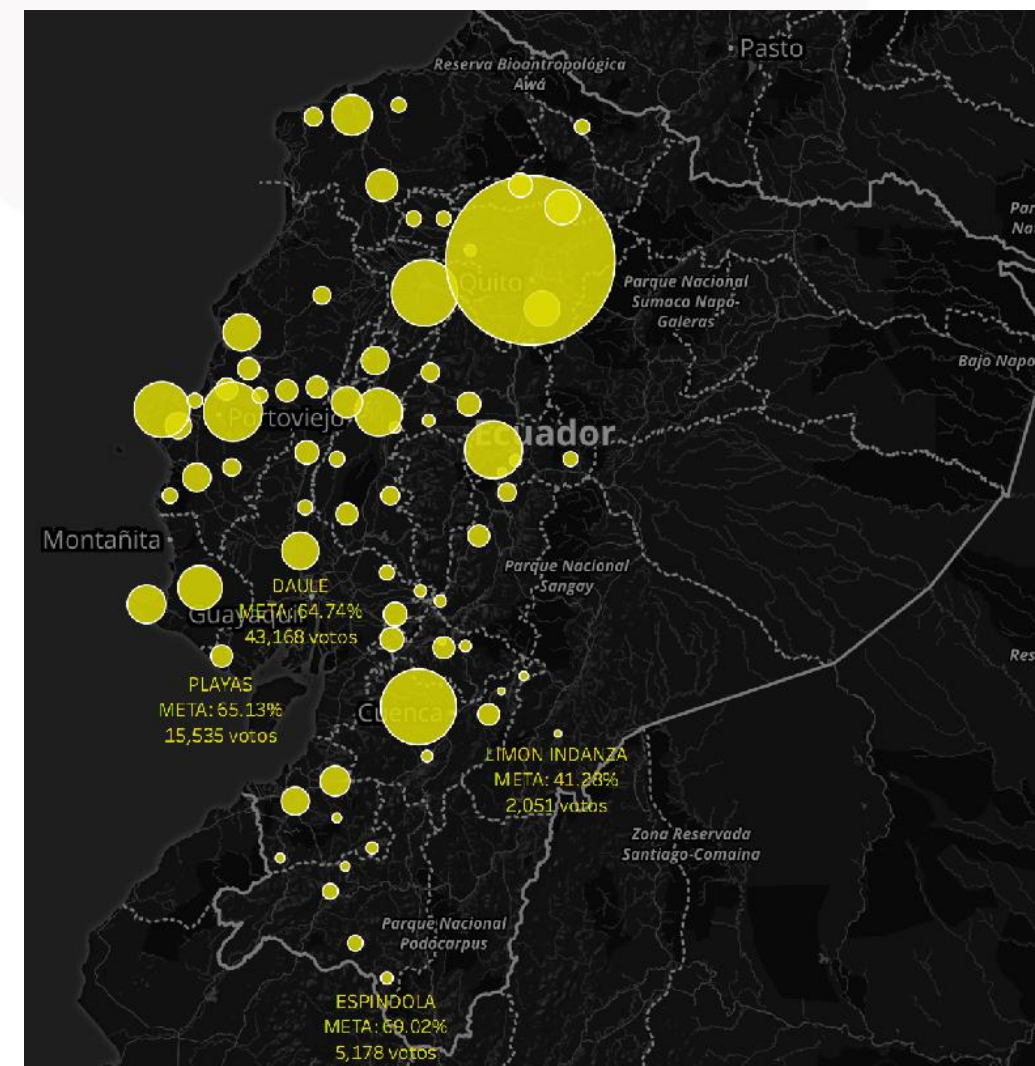 Pasto
Reserva Bioantropológica
Awá
Quito
Parque Nacional
Sumaco Napo-
Galeras
Bajo Napo
Portoviejo
Ecuador
Montañita
Parque Nacional
Sangay
DAULE
META: 64.74%
43,168 votos
Guayaquil
PLAYAS
META: 65.13%
15,535 votos
Cuenca
LIMON INDANZA
META: 41.28%
2,051 votos
Zona Reservada
Santiago-Comaina
Parque Nacional
Podocarpus
ESPINDOLA
META: 69.02%
5,178 votos